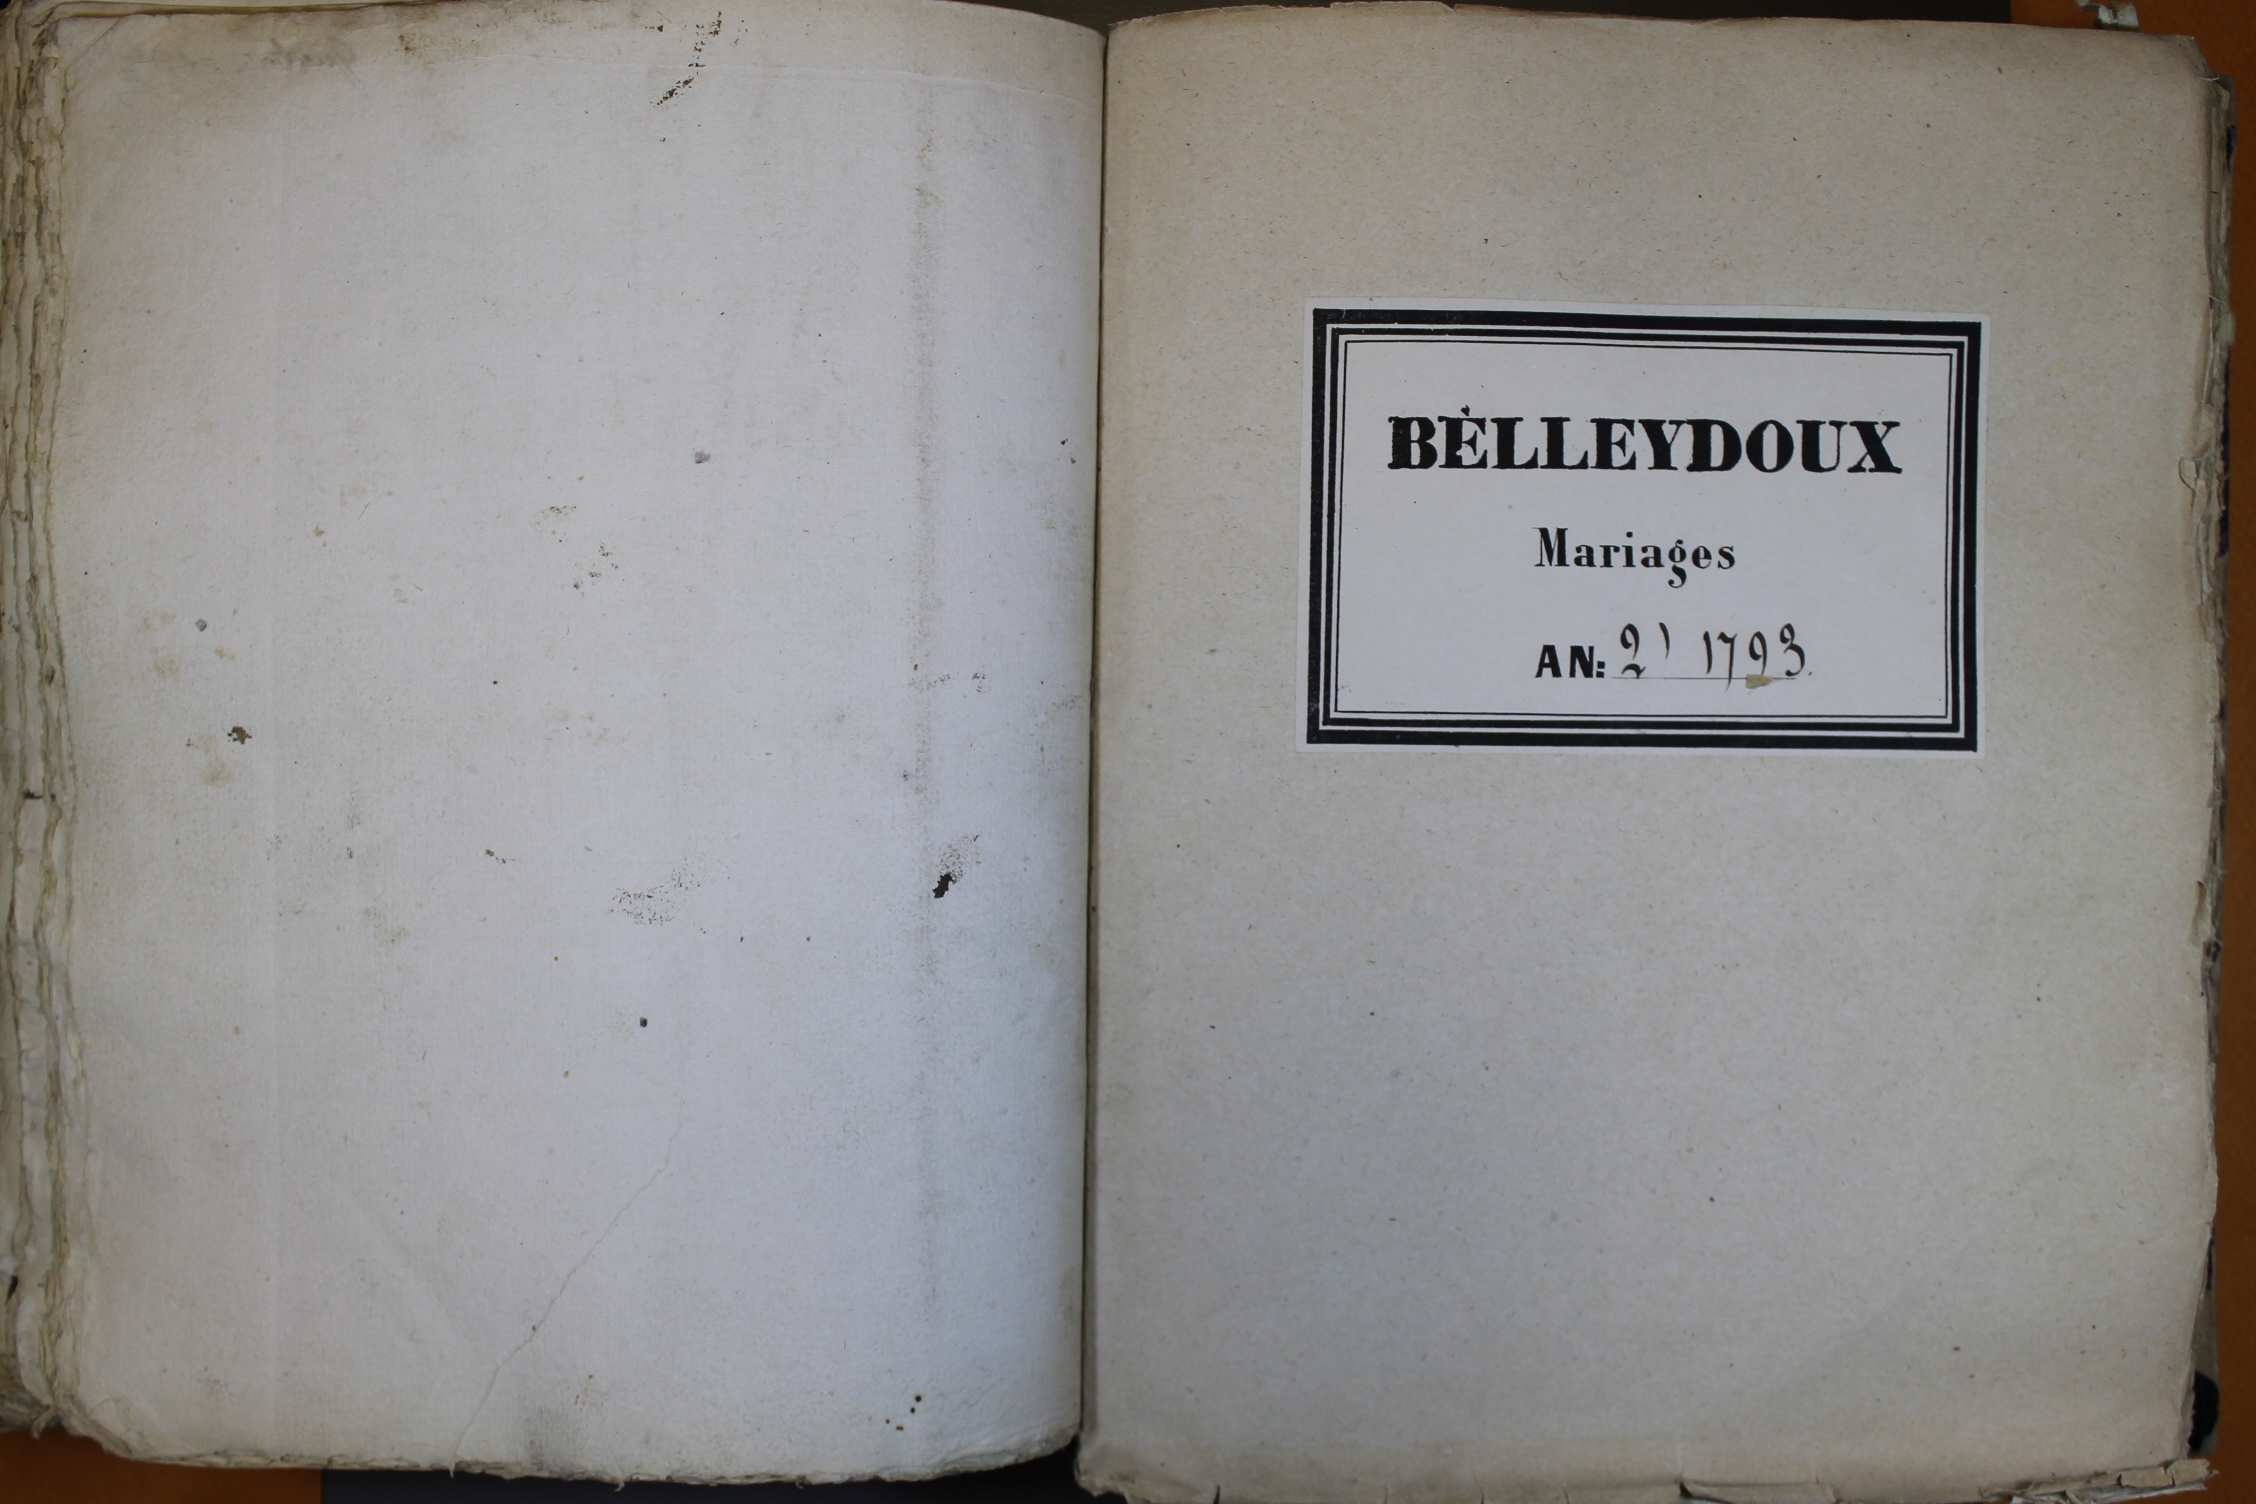 BÈLLEYDOUX
Mariages
AN: 2) 1793.